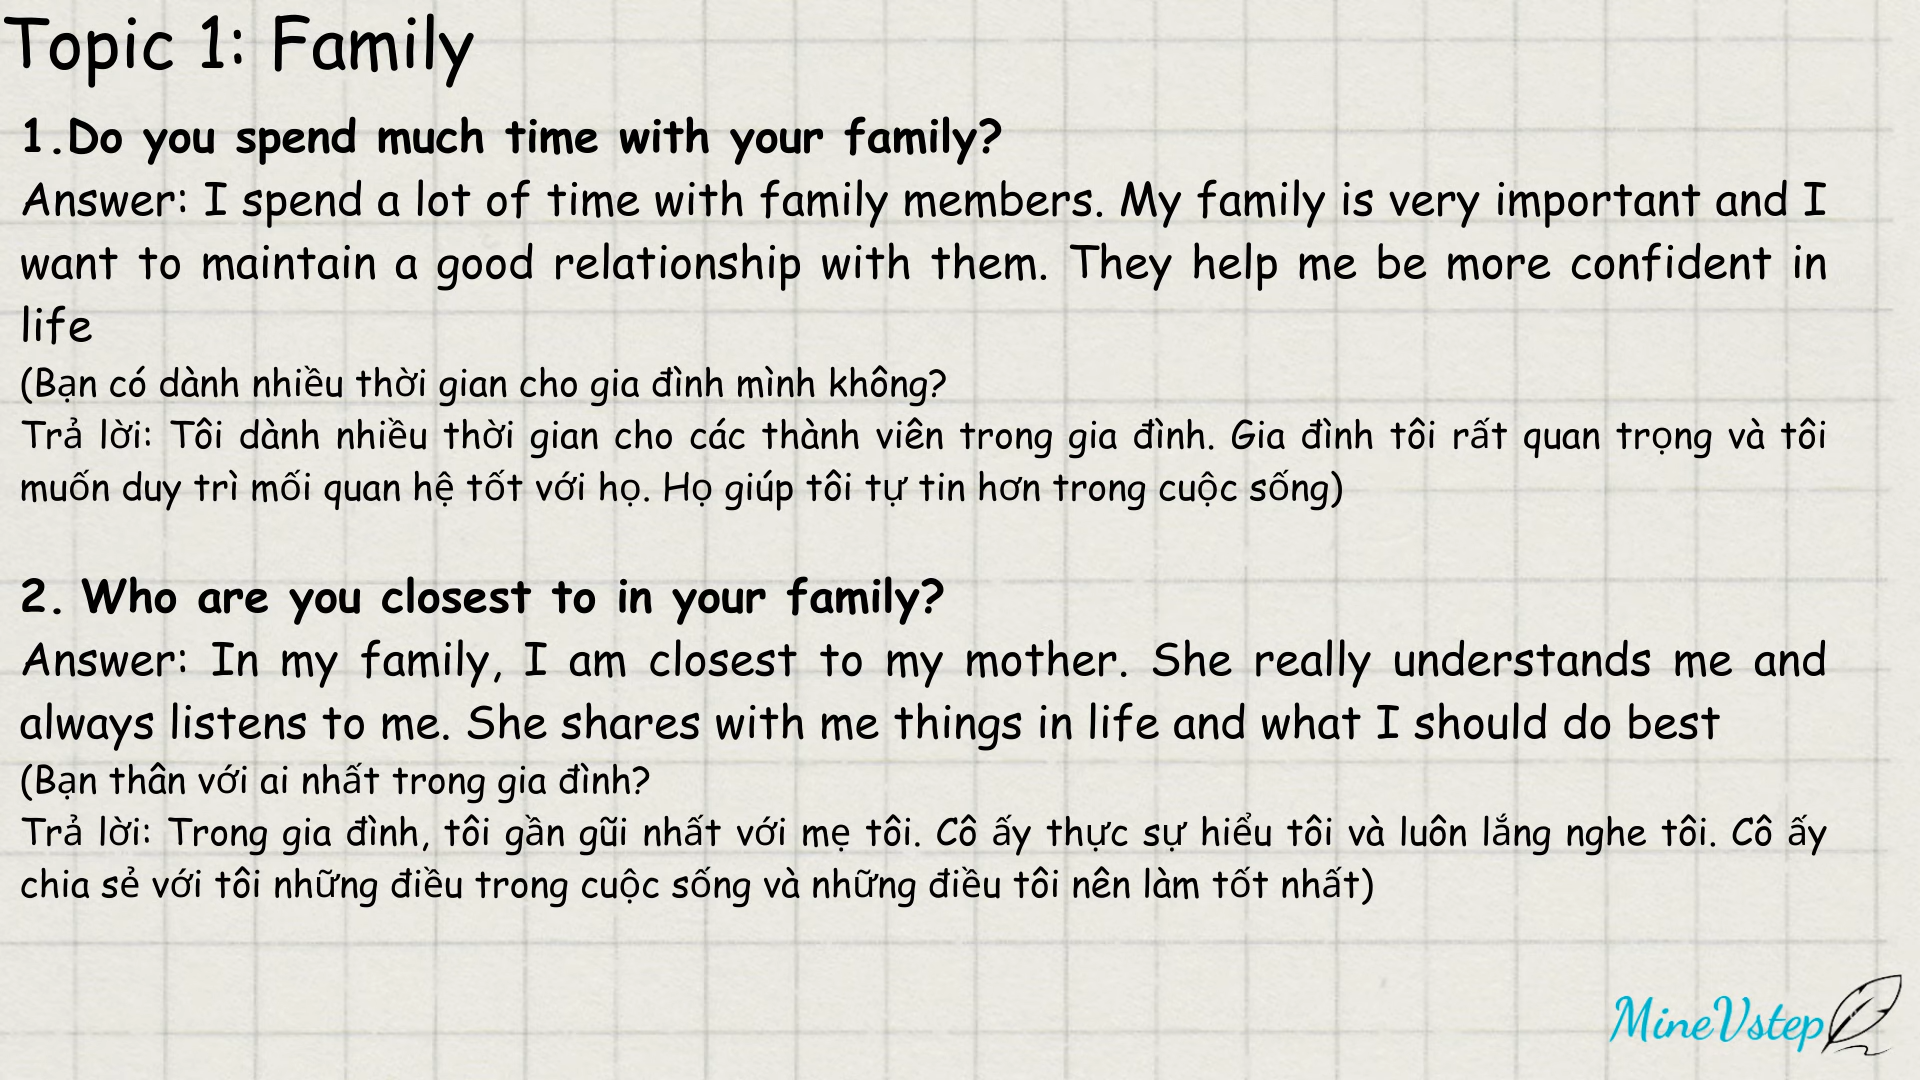 Topic 1: Family
1.Do you spend much time with your family?
Answer: I spend a lot of time with family members. My family is very important and I
want to maintain a good relationship with them. They help me be more confident in
life
(Bạn có dành nhiều thời gian cho gia đình mình không?
Trả lời: Tôi dành nhiều thời gian cho các thành viên trong gia đình. Gia đình tôi rất quan trọng và tôi
muốn duy trì mối quan hệ tốt với họ. Họ giúp tôi tự tin hơn trong cuộc sống)
2. Who are you closest to in your family?
Answer: In my family, I am closest to my mother. She really understands me and
always listens to me. She shares with me things in life and what I should do best
(Bạn thân với ai nhất trong gia đình?
Trả lời: Trong gia đình, tôi gần gũi nhất với mẹ tôi. Cô ấy thực sự hiểu tôi và luôn lắng nghe tôi. Cô ấy
chia sẻ với tôi những điều trong cuộc sống và những điều tôi nên làm tốt nhất)
MineVstep